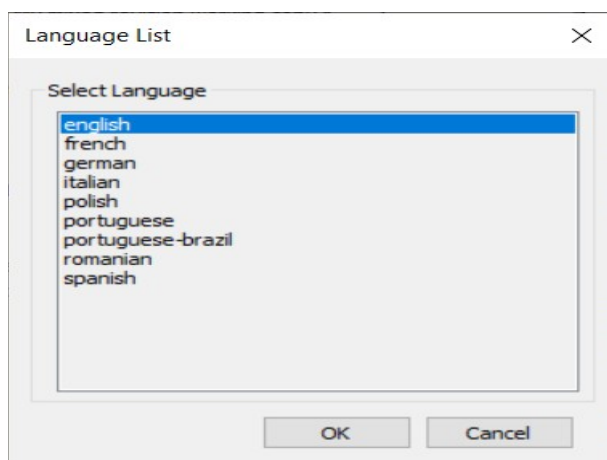 Language List
Select Language
english
french
german
italian
polish
portuguese
portuguese-brazil
romanian
spanish
OK Cancel